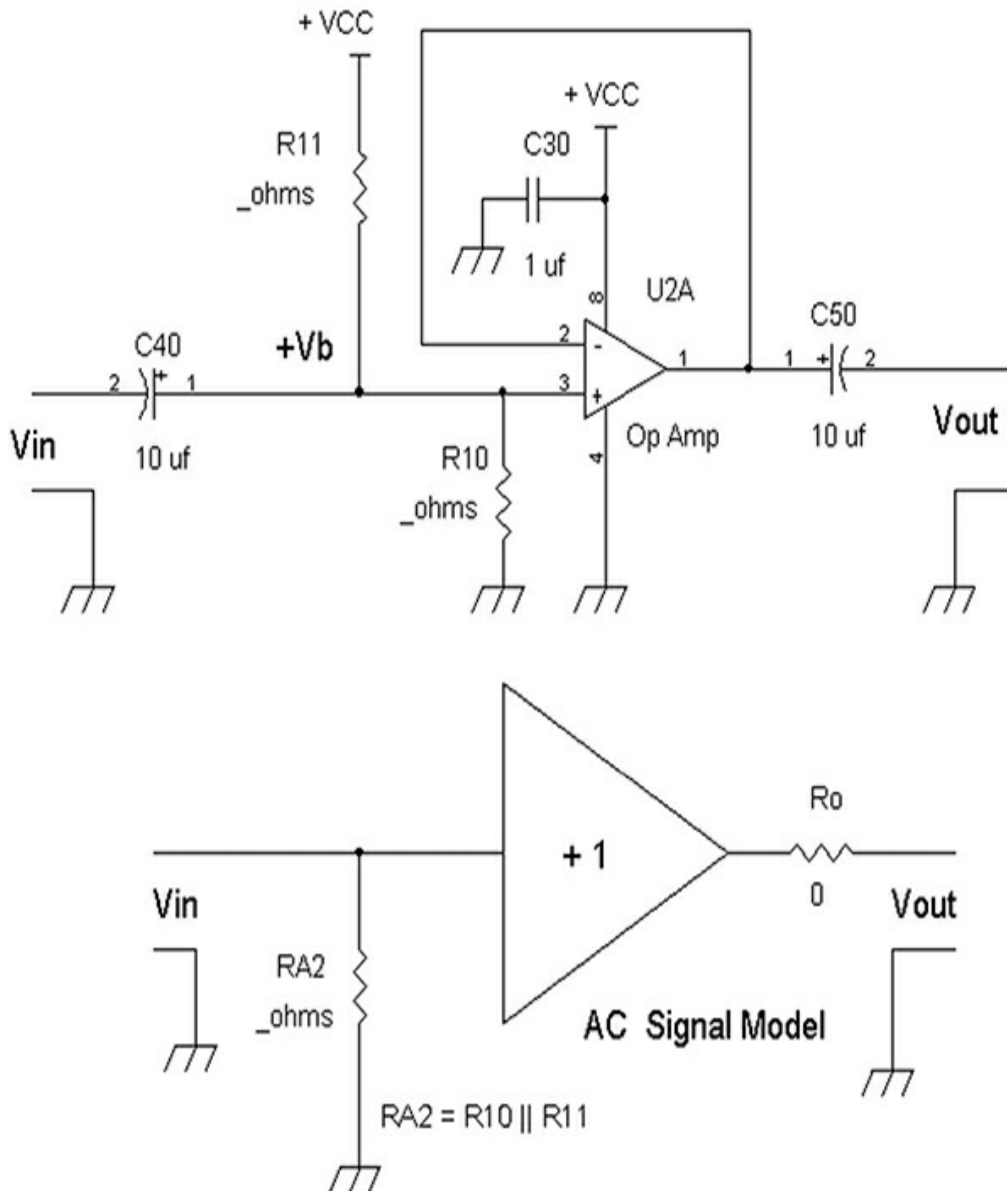 + VCC
+ VCC
R11
_ohms
C30
1 uf
8
U2A
C50
C40
+Vb
2
-
1
1
+
2
2
+
1
3
+
Vin
10 uf
R10
_ohms
4
Op Amp
10 uf
Vout
+ 1
Ro
0
Vin
Vout
RA2
_ohms
AC Signal Model
RA2 = R10 || R11